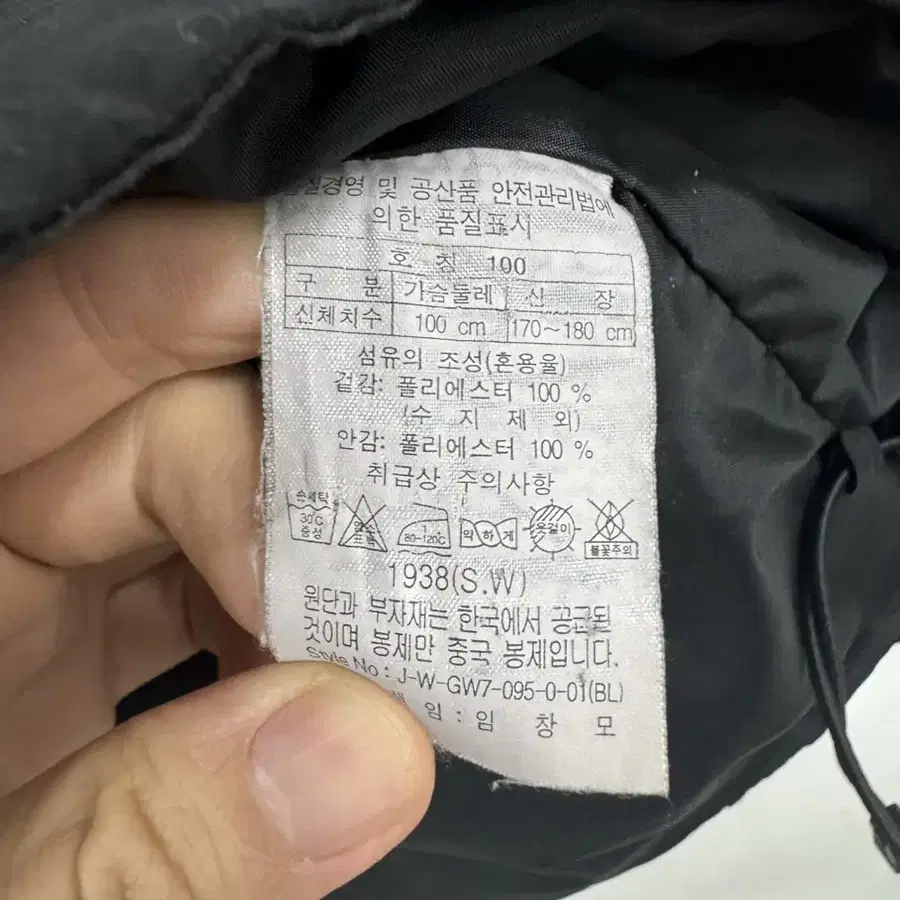 품질경영 및 공산품 안전관리법에
의한 품질표시
호 칭 100
구 분 가슴둘레 신 장
신체치수 100 cm 170~180 cm
섬유의 조성(혼용율)
겉감: 폴리에스터 100 %
(수 지 제 외)
안감: 폴리에스터 100 %
취급상 주의사항
손세탁 30℃ 중성 염소 표백 1 80-120℃ 약하게 옷걸이 불꽃주의
1938(S.W)
원단과 부자재는 한국에서 공급된
것이며 봉제만 중국 봉제입니다.
Style No : J-W-GW7-095-0-01(BL)
임 : 임 창 모